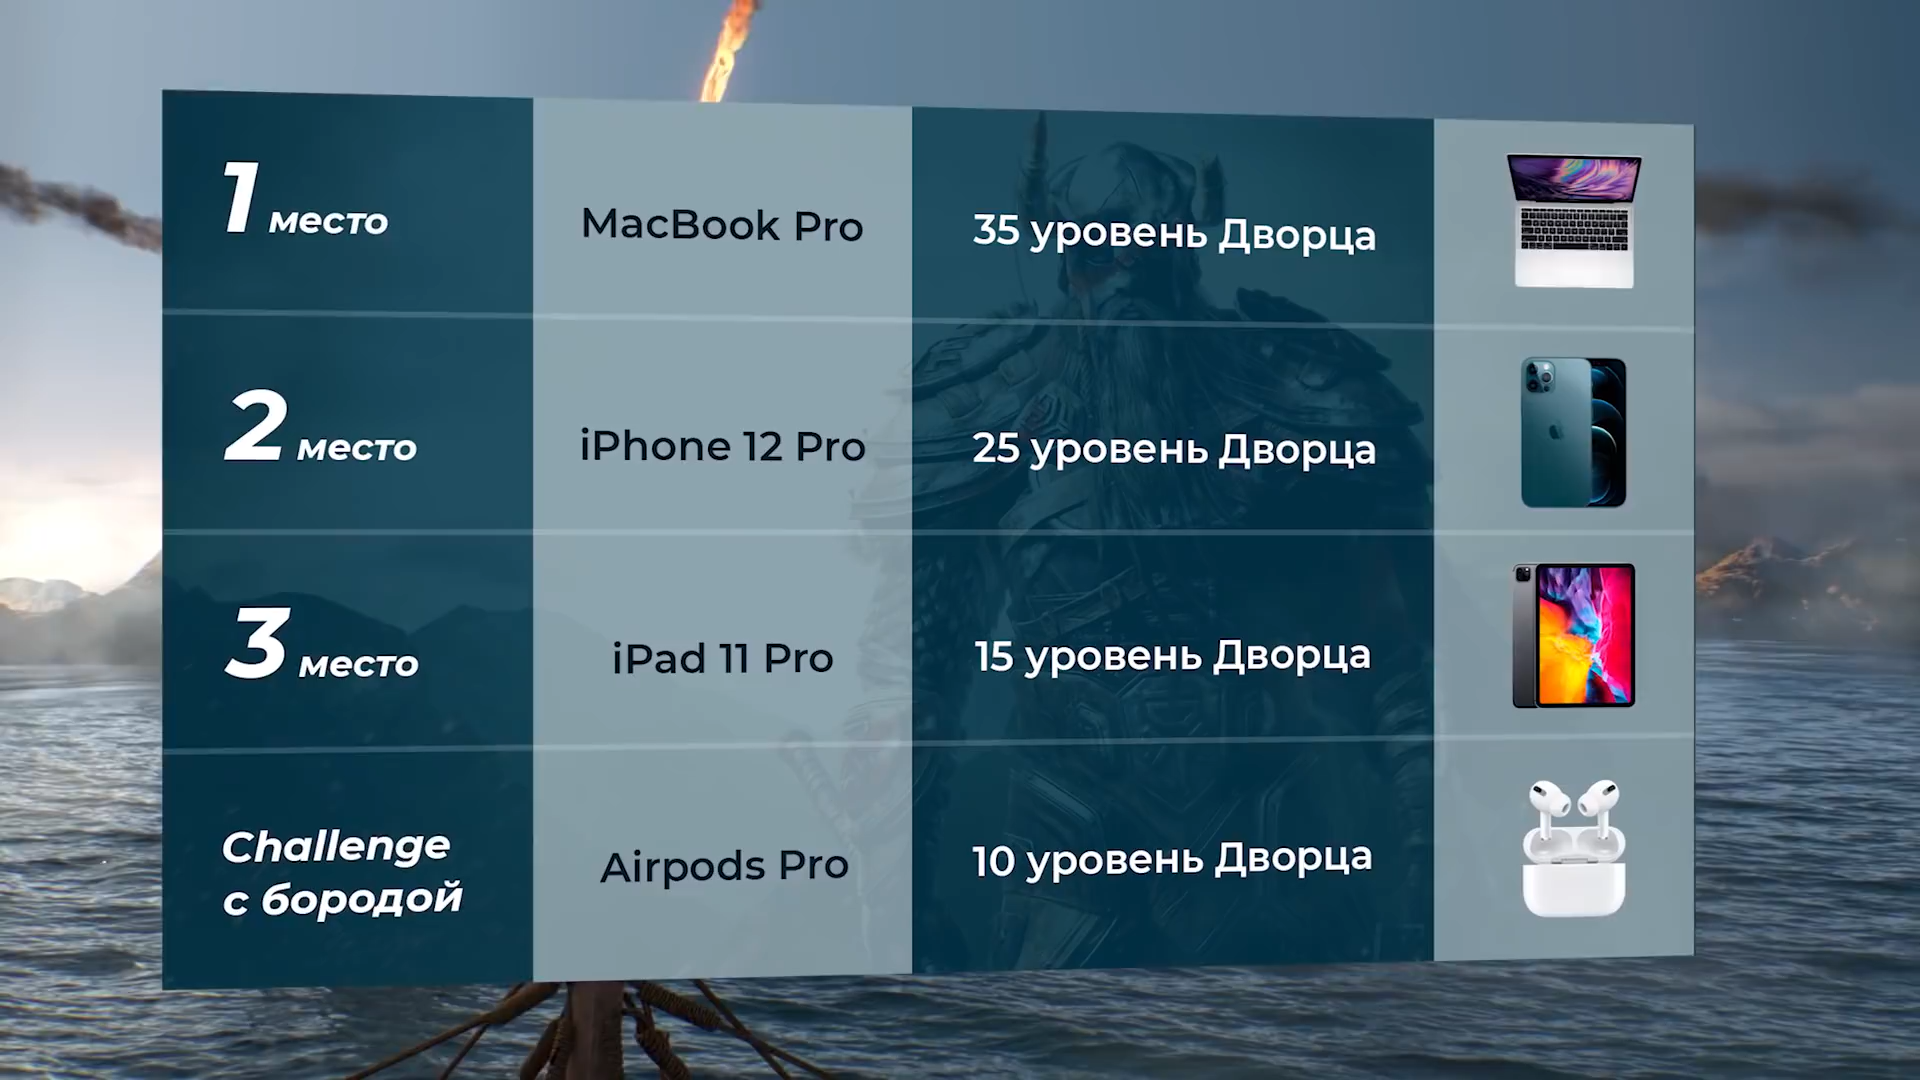 1 место
MacBook Pro
35 уровень Дворца
2 место
iPhone 12 Pro
25 уровень Дворца
3 место
iPad 11 Pro
15 уровень Дворца
Challenge
с бородой
Airpods Pro
10 уровень Дворца